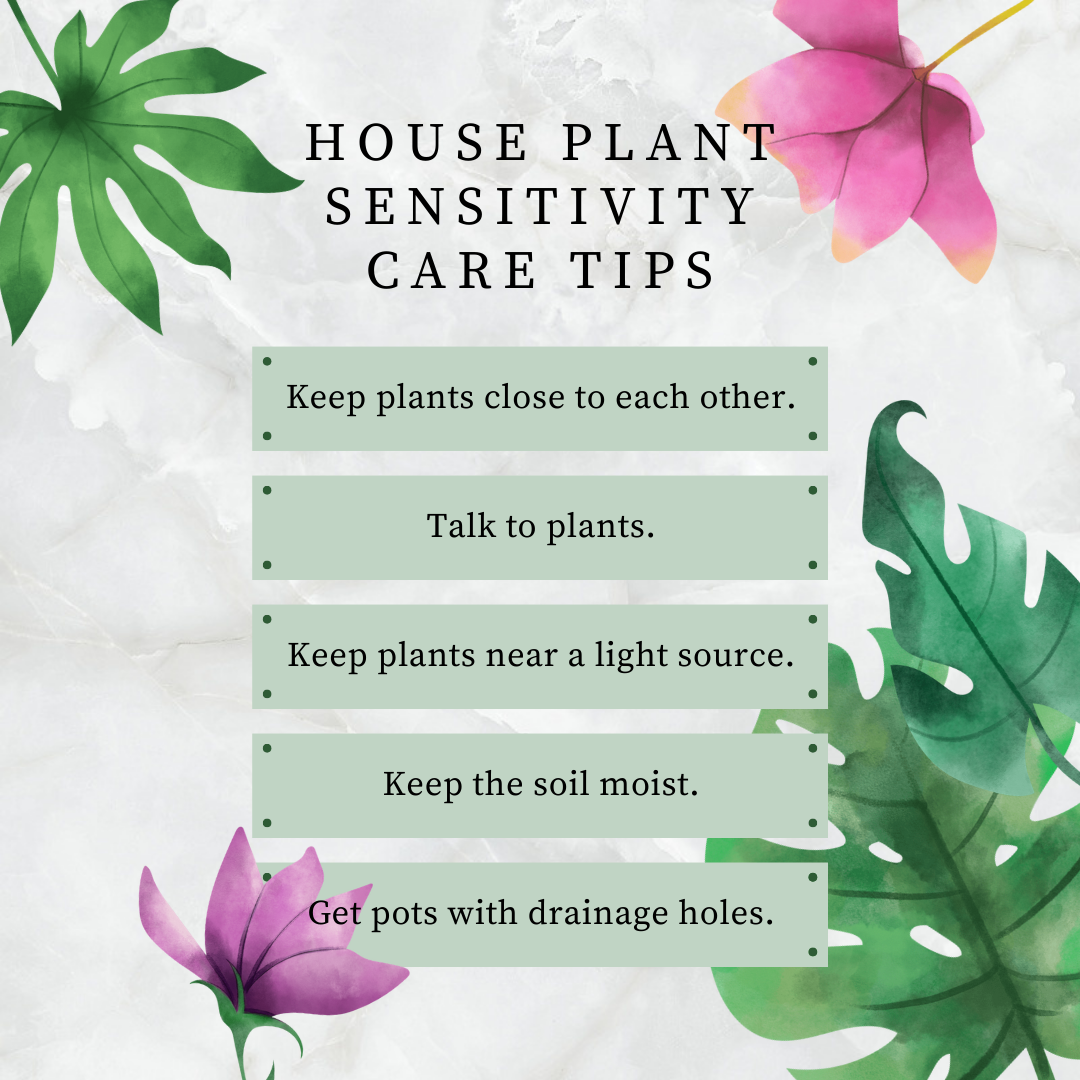 HOUSE PLANT
SENSITIVITY
CARE TIPS
Keep plants close to each other.
Talk to plants.
Keep plants near a light source.
Keep the soil moist.
Get pots with drainage holes.